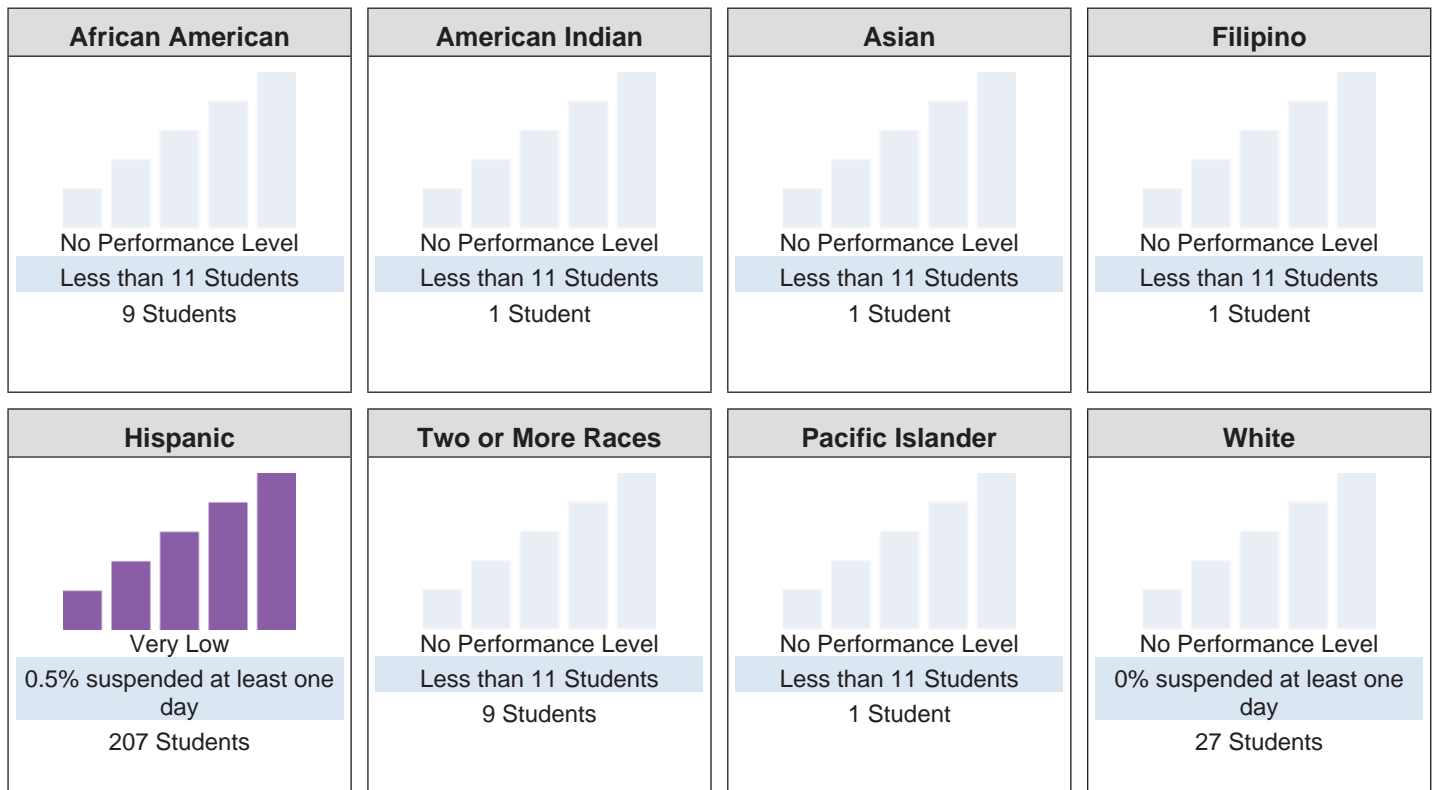 African American
No Performance Level
Less than 11 Students
9 Students
American Indian
No Performance Level
Less than 11 Students
1 Student
Asian
No Performance Level
Less than 11 Students
1 Student
Filipino
No Performance Level
Less than 11 Students
1 Student
Hispanic
Very Low
0.5% suspended at least one
day
207 Students
Two or More Races
No Performance Level
Less than 11 Students
9 Students
Pacific Islander
No Performance Level
Less than 11 Students
1 Student
White
No Performance Level
0% suspended at least one
day
27 Students